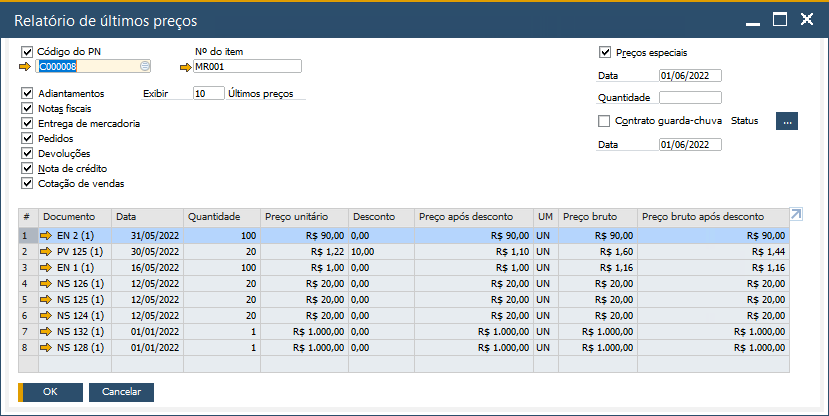 Relatório de últimos preços
Código do PN Nº do item Preços especiais
C000008 MR001
Data 01/06/2022
Adiantamentos Exibir 10 Últimos preços
Quantidade
Notas fiscais
Entrega de mercadoria Contrato guarda-chuva Status ...
Pedidos
Data 01/06/2022
Devoluções
Nota de crédito
Cotação de vendas
# Documento Data Quantidade Preço unitário Desconto Preço após desconto UM Preço bruto Preço bruto após desconto
1 EN 2 (1) 31/05/2022 100 R$ 90,00 0,00 R$ 90,00 UN R$ 90,00 R$ 90,00
2 PV 125 (1) 30/05/2022 20 R$ 1,22 10,00 R$ 1,10 UN R$ 1,60 R$ 1,44
3 EN 1 (1) 16/05/2022 100 R$ 1,00 0,00 R$ 1,00 UN R$ 1,16 R$ 1,16
4 NS 126 (1) 12/05/2022 20 R$ 20,00 0,00 R$ 20,00 UN R$ 20,00 R$ 20,00
5 NS 125 (1) 12/05/2022 20 R$ 20,00 0,00 R$ 20,00 UN R$ 20,00 R$ 20,00
6 NS 124 (1) 12/05/2022 20 R$ 20,00 0,00 R$ 20,00 UN R$ 20,00 R$ 20,00
7 NS 132 (1) 01/01/2022 1 R$ 1.000,00 0,00 R$ 1.000,00 UN R$ 1.000,00 R$ 1.000,00
8 NS 128 (1) 01/01/2022 1 R$ 1.000,00 0,00 R$ 1.000,00 UN R$ 1.000,00 R$ 1.000,00
OK Cancelar